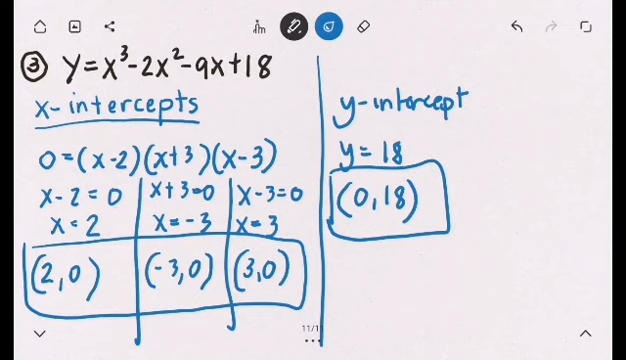 ③ y = x³ - 2x² - 9x + 18
x-intercepts
0 = (x-2)(x+3)(x-3)
x - 2 = 0 x + 3 = 0 x - 3 = 0
x = 2 x = -3 x = 3
(2,0) (-3,0) (3,0)
y-intercept
y = 18
(0,18)